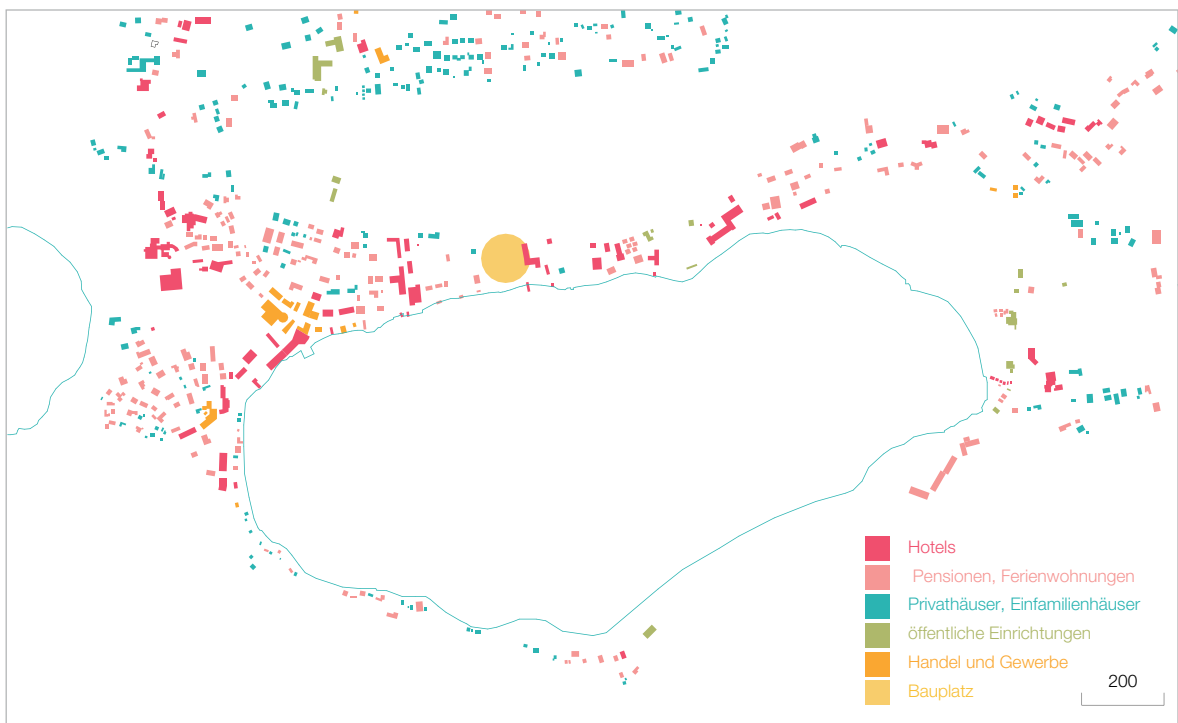 Hotels
Pensionen, Ferienwohnungen
Privathäuser, Einfamilienhäuser
öffentliche Einrichtungen
Handel und Gewerbe
Bauplatz
200